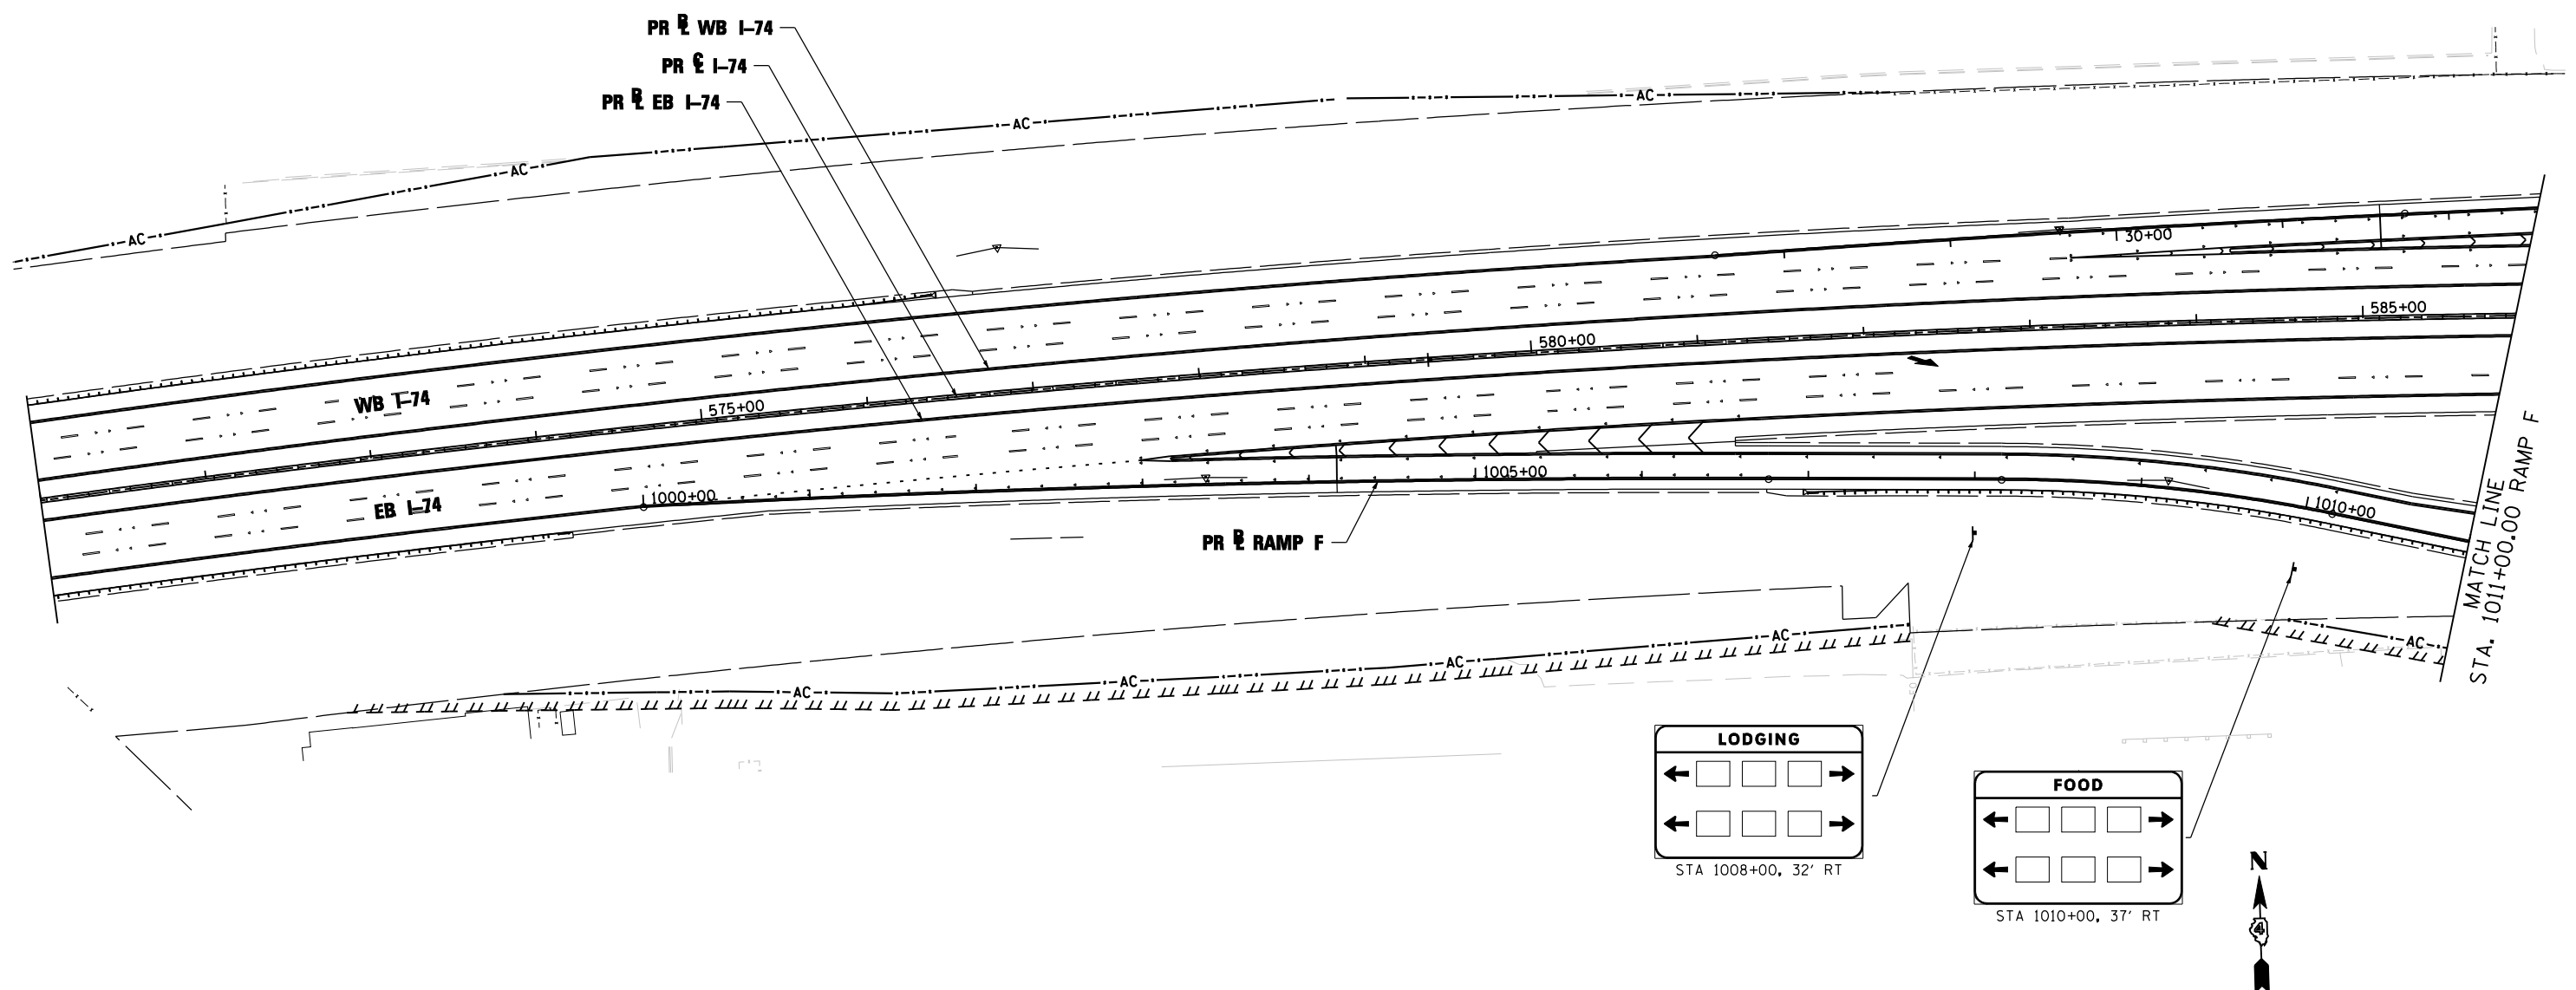 PR ℄ WB I-74
PR ℄ I-74
PR ℄ EB I-74
AC
AC
AC
AC
30+00
585+00
580+00
575+00
WB I-74
EB I-74
1000+00
1005+00
1010+00
PR ℄ RAMP F
MATCH LINE
STA. 1011+00.00 RAMP F
AC
AC
AC
AC
AC
LODGING
STA 1008+00, 32' RT
FOOD
STA 1010+00, 37' RT
N
4